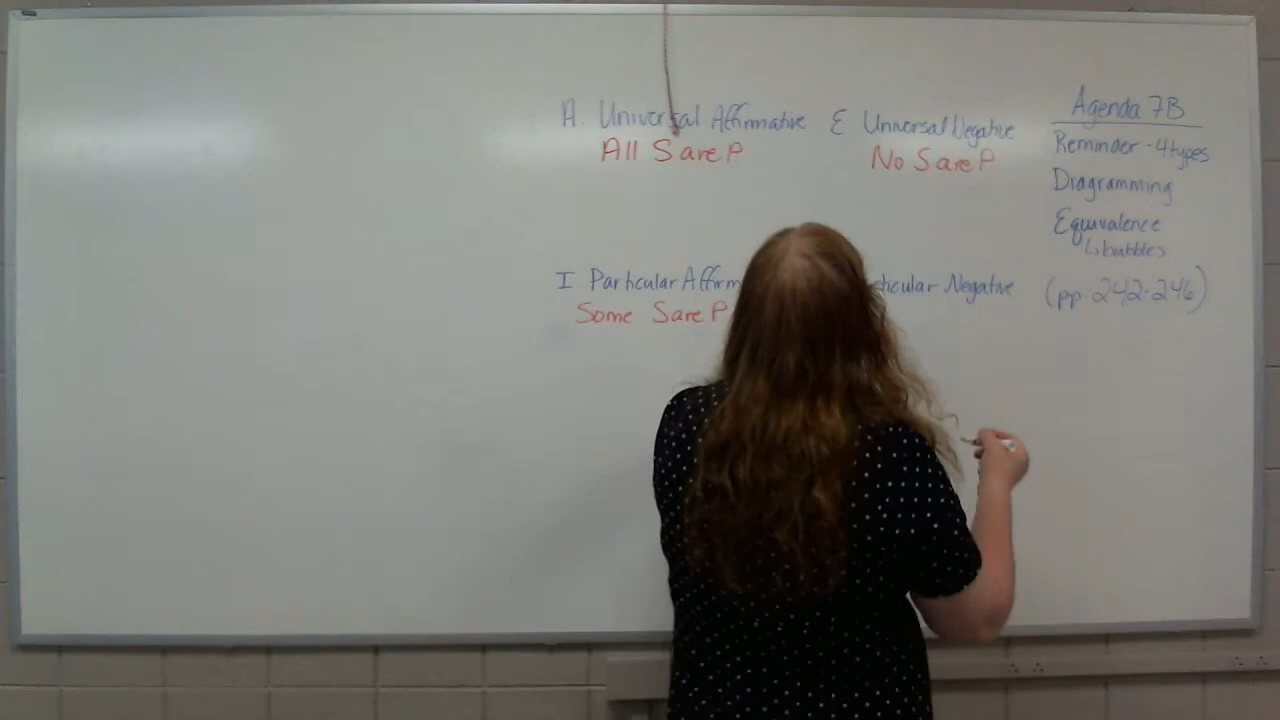 A. Universal Affirmative
All S are P
E Universal Negative
No S are P
I Particular Affirm
Some S are P
ticular Negative
Agenda 7B
Reminder - 4 types
Diagramming
Equivalence
↳ bubbles
(pp. 242-246)